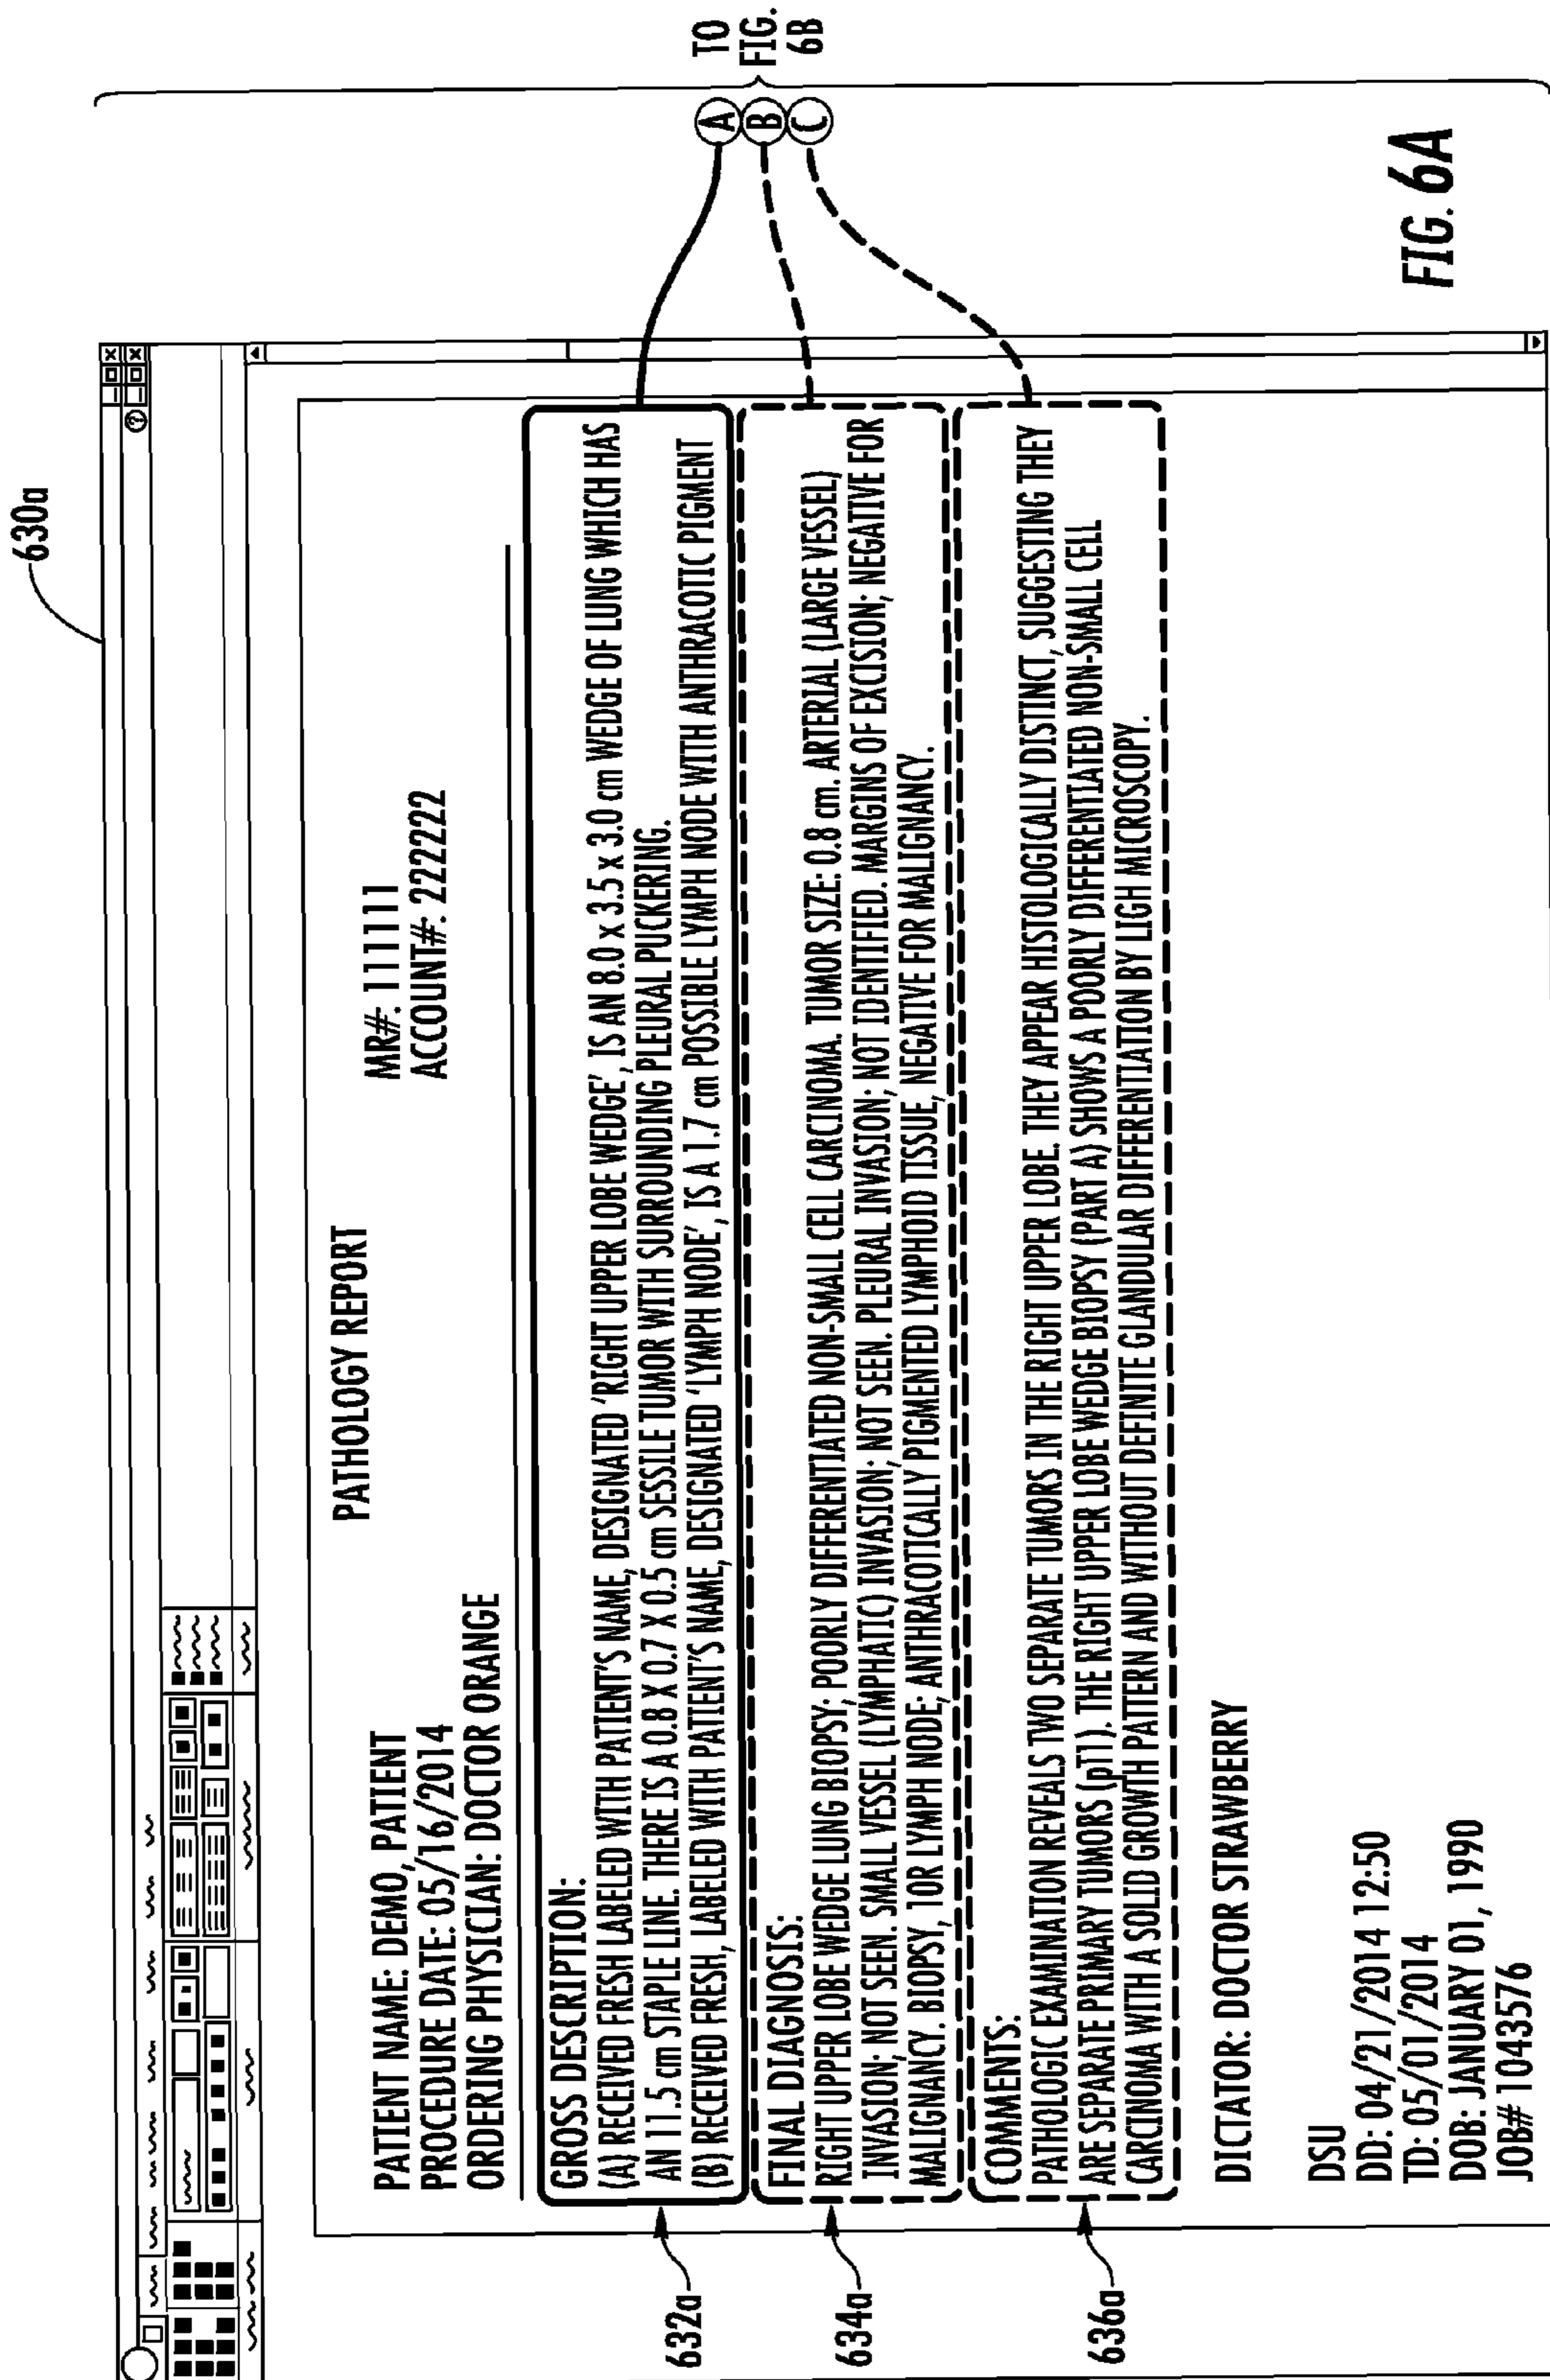 630a
PATHOLOGY REPORT
PATIENT NAME: DEMO, PATIENT
PROCEDURE DATE: 05/16/2014
ORDERING PHYSICIAN: DOCTOR ORANGE
MR#: 111111
ACCOUNT#: 222222
632a
GROSS DESCRIPTION:
(A) RECEIVED FRESH LABELED WITH PATIENT'S NAME, DESIGNATED 'RIGHT UPPER LOBE WEDGE', IS AN 8.0 x 3.5 x 3.0 cm WEDGE OF LUNG WHICH HAS
AN 11.5 cm STAPLE LINE. THERE IS A 0.8 X 0.7 X 0.5 cm SESSILE TUMOR WITH SURROUNDING PLEURAL PUCKERING.
(B) RECEIVED FRESH, LABELED WITH PATIENT'S NAME, DESIGNATED 'LYMPH NODE', IS A 1.7 cm POSSIBLE LYMPH NODE WITH ANTHRACOTIC PIGMENT
634a
FINAL DIAGNOSIS:
RIGHT UPPER LOBE WEDGE LUNG BIOPSY; POORLY DIFFERENTIATED NON-SMALL CELL CARCINOMA. TUMOR SIZE: 0.8 cm. ARTERIAL (LARGE VESSEL)
INVASION; NOT SEEN. SMALL VESSEL (LYMPHATIC) INVASION; NOT SEEN. PLEURAL INVASION; NOT IDENTIFIED. MARGINS OF EXCISION; NEGATIVE FOR
MALIGNANCY. BIOPSY, 10R LYMPH NODE; ANTHRACOTICALLY PIGMENTED LYMPHOID TISSUE, NEGATIVE FOR MALIGNANCY.
636a
COMMENTS:
PATHOLOGIC EXAMINATION REVEALS TWO SEPARATE TUMORS IN THE RIGHT UPPER LOBE. THEY APPEAR HISTOLOGICALLY DISTINCT, SUGGESTING THEY
ARE SEPARATE PRIMARY TUMORS (pT1). THE RIGHT UPPER LOBE WEDGE BIOPSY (PART A) SHOWS A POORLY DIFFERENTIATED NON-SMALL CELL
CARCINOMA WITH A SOLID GROWTH PATTERN AND WITHOUT DEFINITE GLANDULAR DIFFERENTIATION BY LIGH MICROSCOPY.
DICTATOR: DOCTOR STRAWBERRY
DSU
DD: 04/21/2014 12:50
TD: 05/01/2014
DOB: JANUARY 01, 1990
JOB# 1043576
A
B
C
TO
FIG.
6B
FIG. 6A